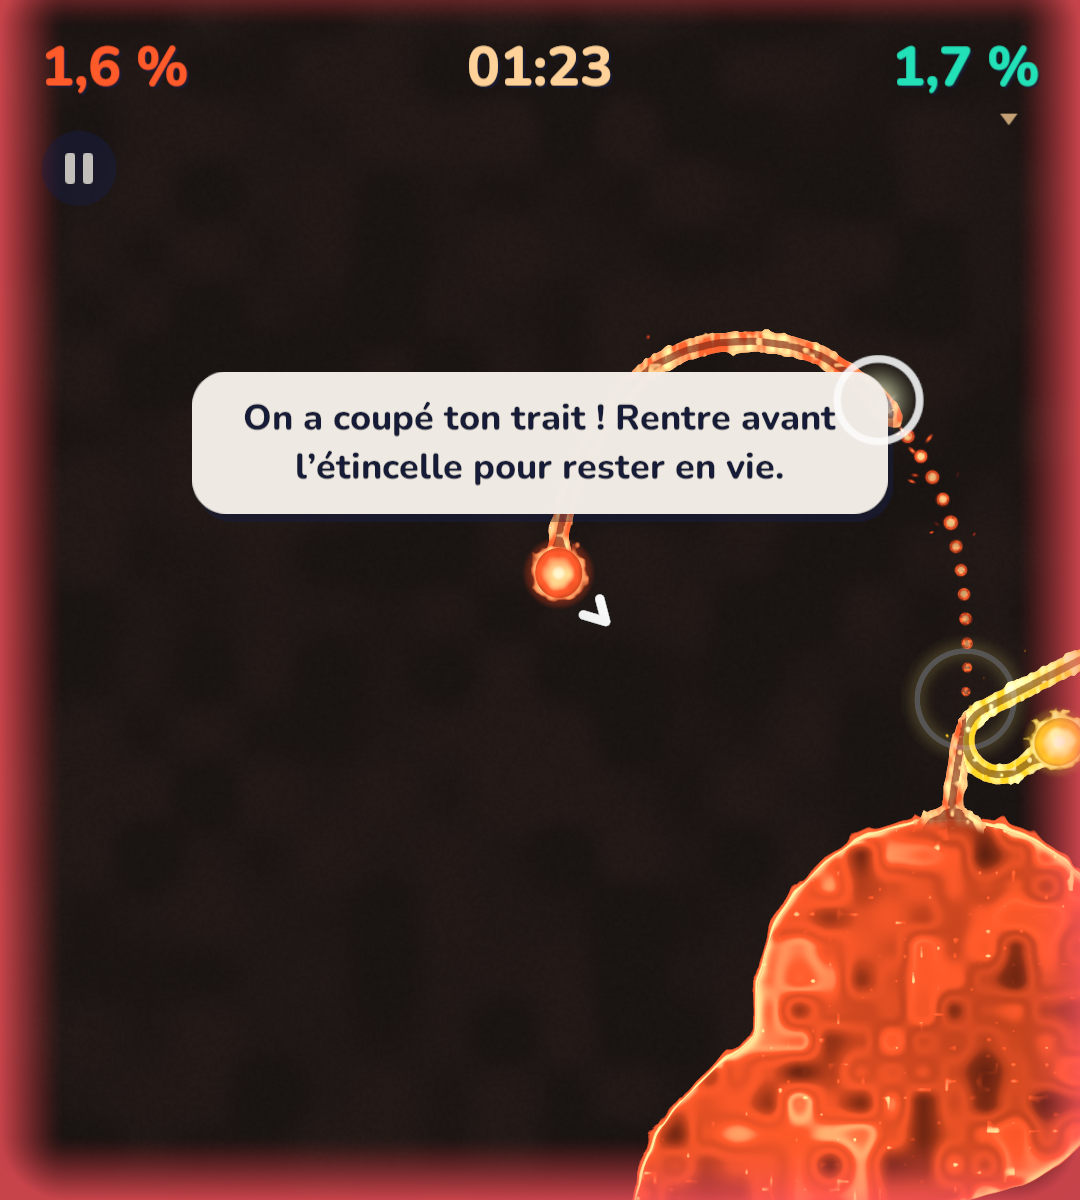 1,6 %
01:23
1,7 %
On a coupé ton trait ! Rentre avant
l’étincelle pour rester en vie.